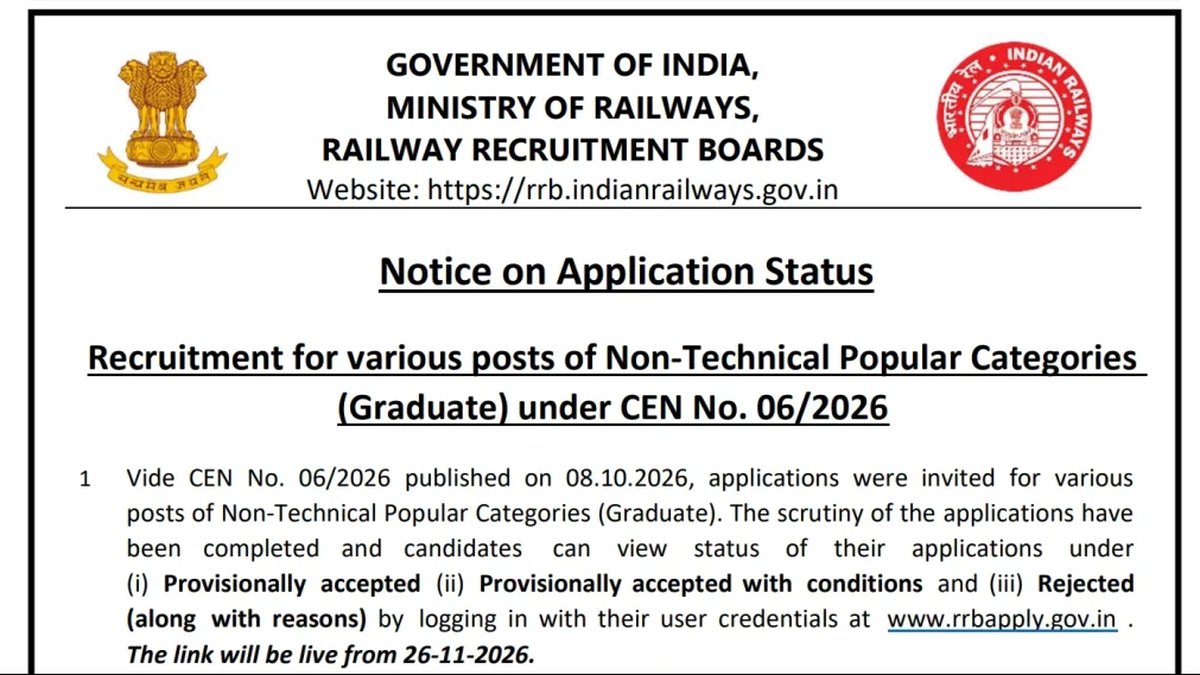 GOVERNMENT OF INDIA,
MINISTRY OF RAILWAYS,
RAILWAY RECRUITMENT BOARDS
Website: https://rrb.indianrailways.gov.in
सत्यमेव जयते
भारतीय रेल • INDIAN RAILWAYS
Notice on Application Status
Recruitment for various posts of Non-Technical Popular Categories
(Graduate) under CEN No. 06/2026
1 Vide CEN No. 06/2026 published on 08.10.2026, applications were invited for various
posts of Non-Technical Popular Categories (Graduate). The scrutiny of the applications have
been completed and candidates can view status of their applications under
(i) Provisionally accepted (ii) Provisionally accepted with conditions and (iii) Rejected
(along with reasons) by logging in with their user credentials at www.rrbapply.gov.in .
The link will be live from 26-11-2026.